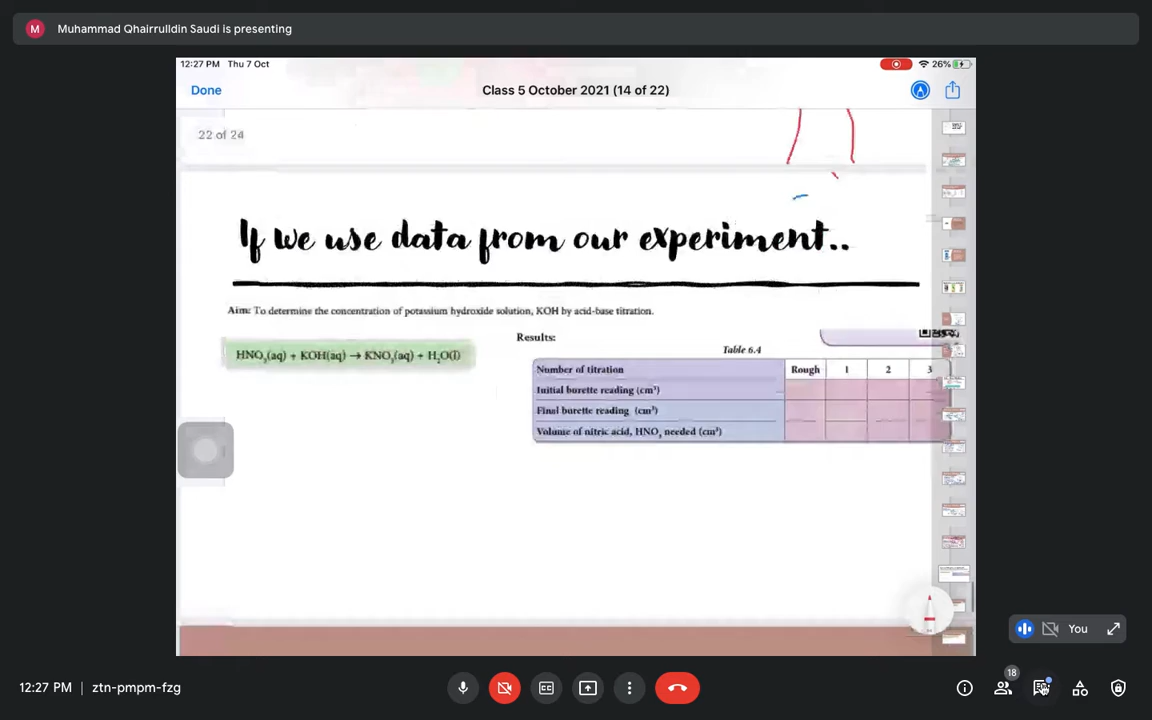 M Muhammad Qhairrulldin Saudi is presenting
12:27 PM Thu 7 Oct
26%
Done
Class 5 October 2021 (14 of 22)
22 of 24
If we use data from our experiment..
Aim: To determine the concentration of potassium hydroxide solution, KOH by acid-base titration.
HNO₃(aq) + KOH(aq) → KNO₃(aq) + H₂O(l)
Results:
Table 6.4
Number of titration Rough 1 2 3
Initial burette reading (cm³)
Final burette reading (cm³)
Volume of nitric acid, HNO₃ needed (cm³)
You
12:27 PM | ztn-pmpm-fzg
CC
18